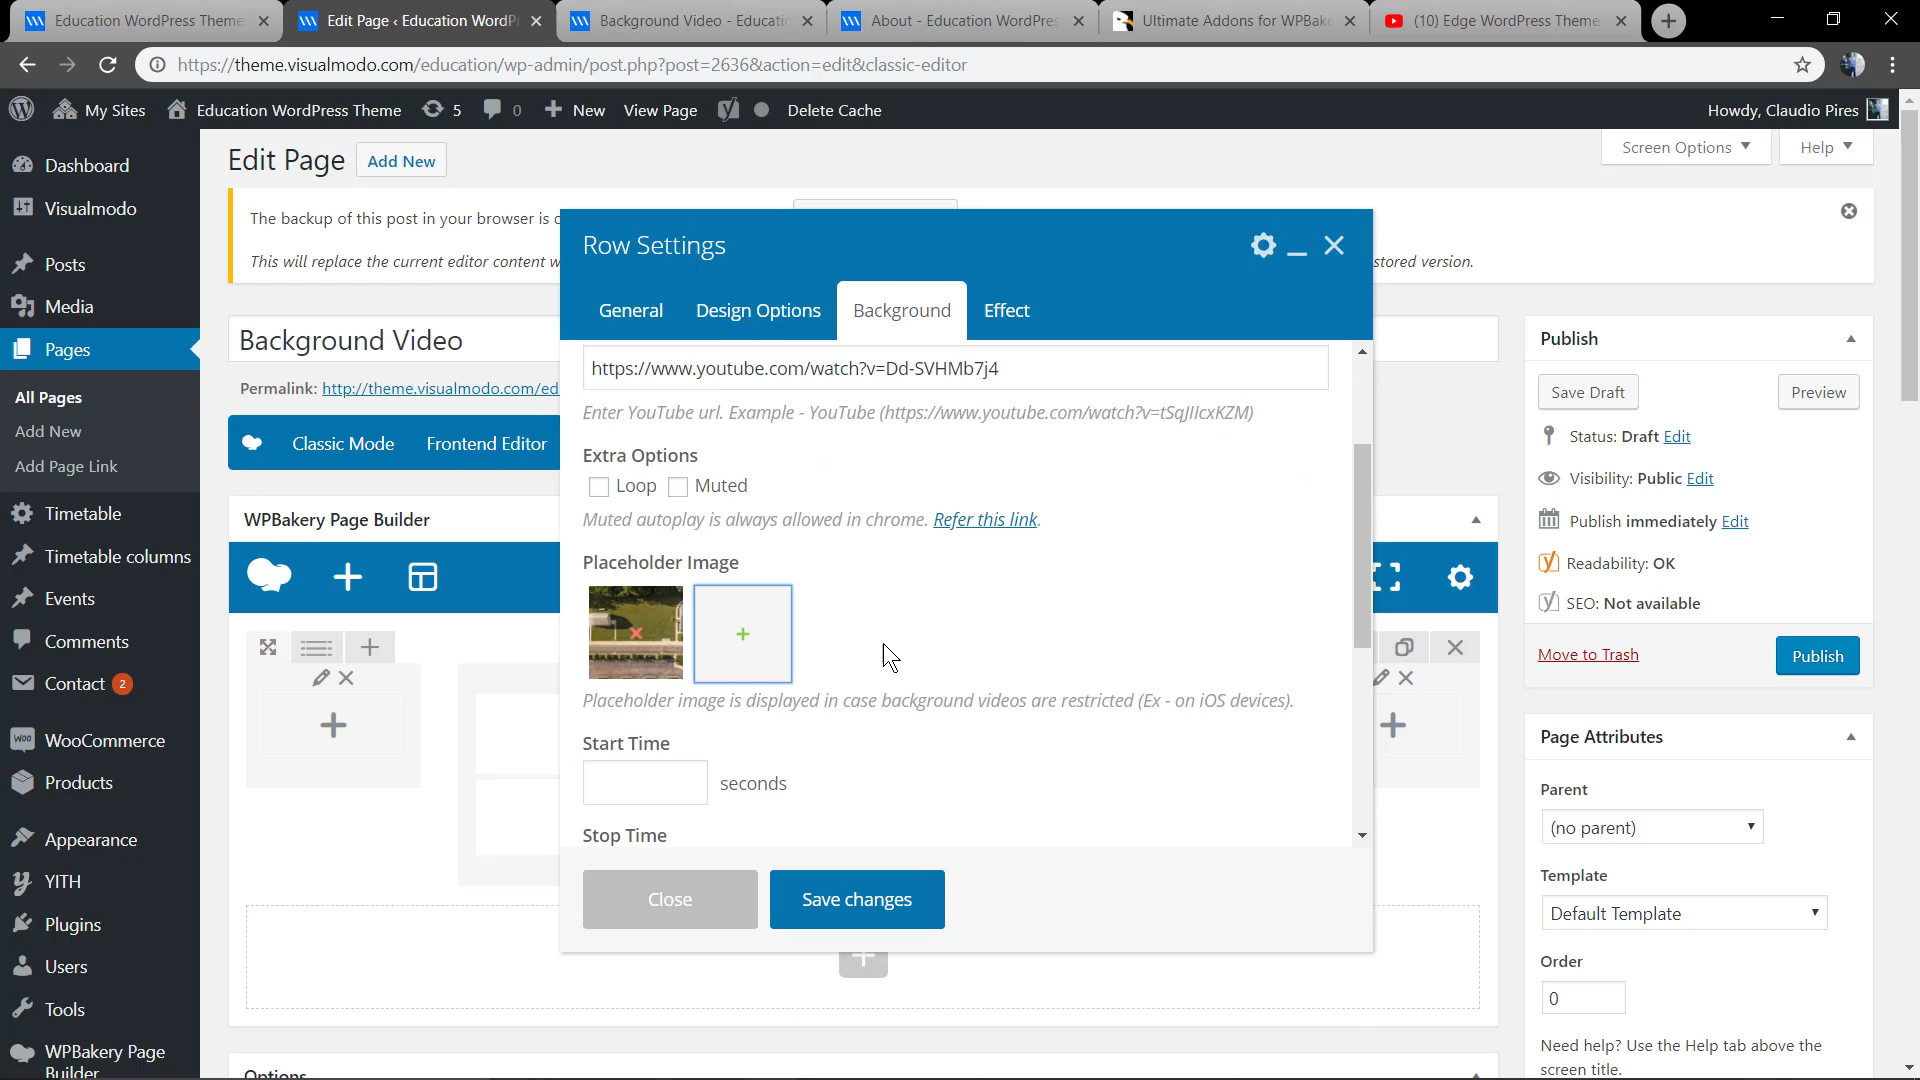 Education WordPress Theme
Edit Page ‹ Education WordPr
Background Video - Educatio
About - Education WordPres
Ultimate Addons for WPBake
(10) Edge WordPress Theme
https://theme.visualmodo.com/education/wp-admin/post.php?post=2636&action=edit&classic-editor
My Sites
Education WordPress Theme
5
0
New
View Page
Delete Cache
Howdy, Claudio Pires
Dashboard
Visualmodo
Posts
Media
Pages
All Pages
Add New
Add Page Link
Timetable
Timetable columns
Events
Comments
Contact 2
WooCommerce
Products
Appearance
YITH
Plugins
Users
Tools
WPBakery Page
Builder
Edit Page
Add New
Screen Options
Help
The backup of this post in your browser is
This will replace the current editor content
stored version.
Background Video
Permalink: http://theme.visualmodo.com/ed
Classic Mode
Frontend Editor
WPBakery Page Builder
Options
Row Settings
General
Design Options
Background
Effect
https://www.youtube.com/watch?v=Dd-SVHMb7j4
Enter YouTube url. Example - YouTube (https://www.youtube.com/watch?v=tSqJIIcxKZM)
Extra Options
Loop
Muted
Muted autoplay is always allowed in chrome. Refer this link.
Placeholder Image
Placeholder image is displayed in case background videos are restricted (Ex - on iOS devices).
Start Time
seconds
Stop Time
Close
Save changes
Publish
Save Draft
Preview
Status: Draft Edit
Visibility: Public Edit
Publish immediately Edit
Readability: OK
SEO: Not available
Move to Trash
Publish
Page Attributes
Parent
(no parent)
Template
Default Template
Order
0
Need help? Use the Help tab above the
screen title.